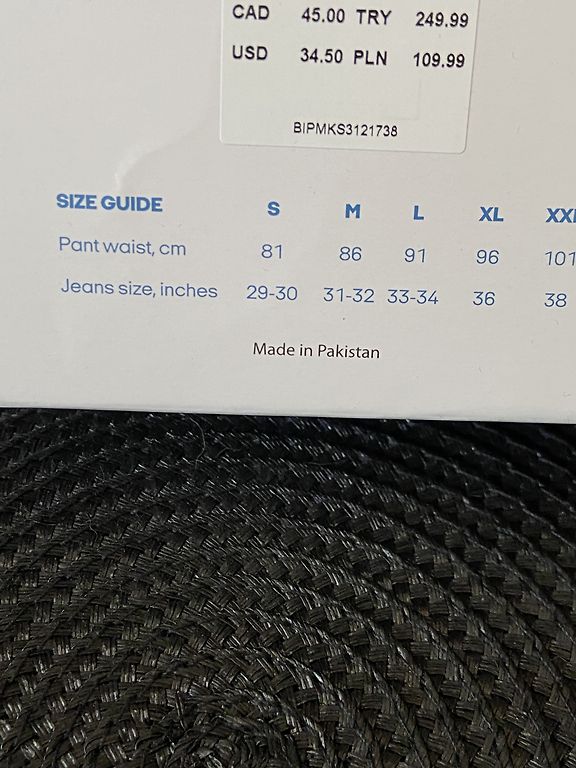 CAD 45.00 TRY 249.99
USD 34.50 PLN 109.99
BIPMKS3121738
SIZE GUIDE S M L XL
Pant waist, cm 81 86 91 96 101
Jeans size, inches 29-30 31-32 33-34 36 38
Made in Pakistan